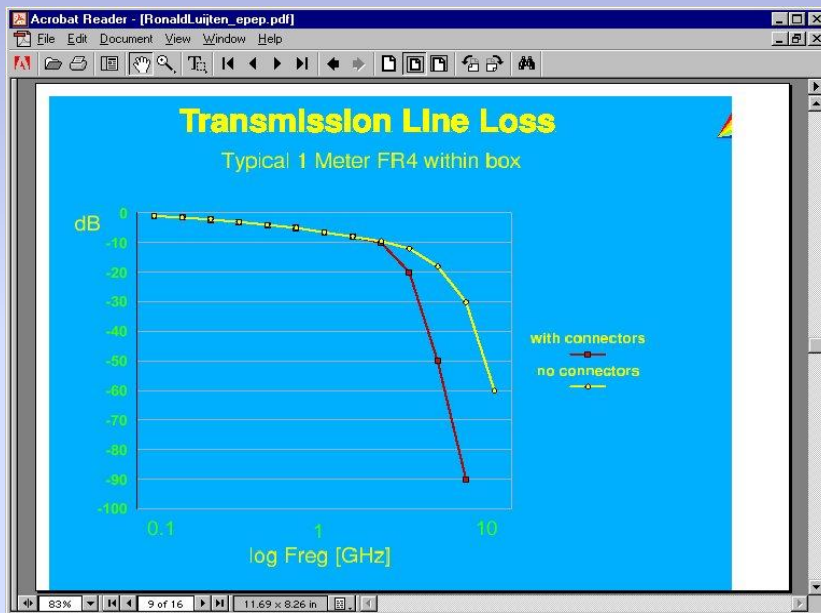 Acrobat Reader - [RonaldLuijten_epep.pdf]
File Edit Document View Window Help
Transmission Line Loss
Typical 1 Meter FR4 within box
dB
0
-10
-20
-30
-40
-50
-60
-70
-80
-90
-100
0.1 1 10
log Freg [GHz]
with connectors
no connectors
83% 9 of 16 11.69 x 8.26 in